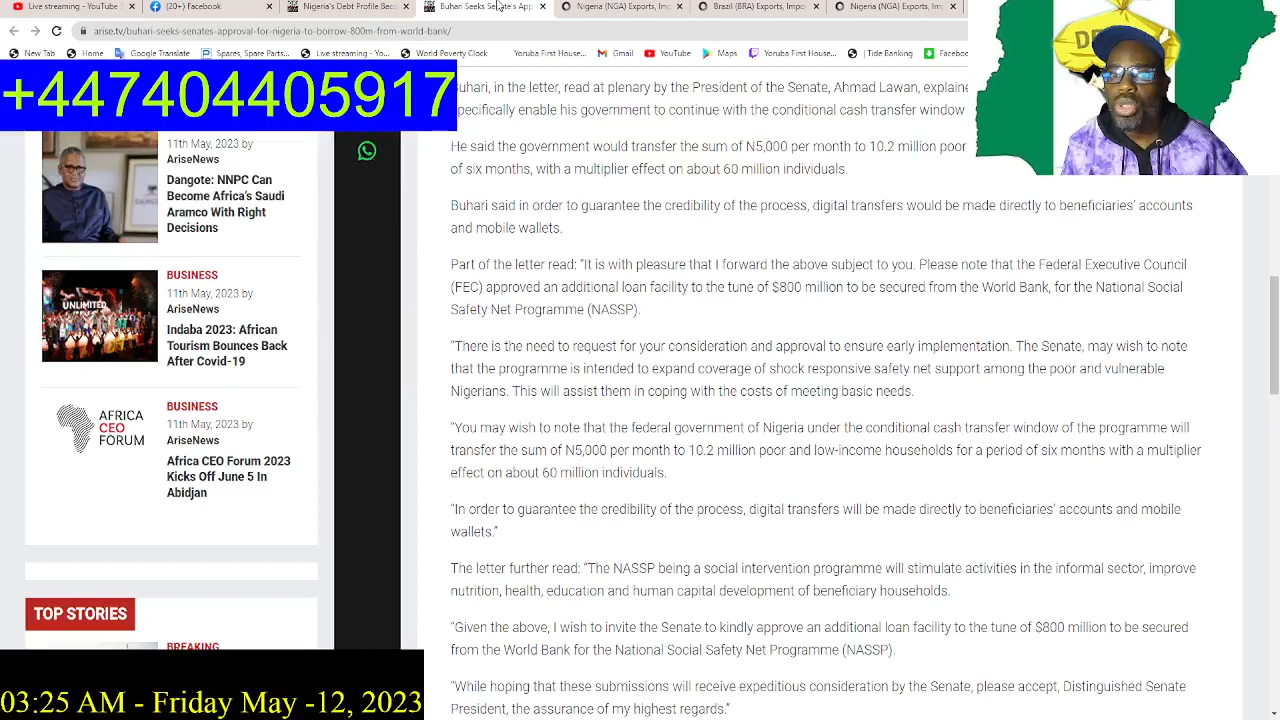 Live streaming - YouTube S
(20+) Facebook
Nigeria's Debt Profile Bec
Buhari Seeks Senate's App
Nigeria (NGA) Exports, Im
Brazil (BRA) Exports, Impo
Nigeria (NGA) Exports, Im
arise.tv/buhari-seeks-senates-approval-for-nigeria-to-borrow-800m-from-world-bank/
Now in Google Chrome
Google Translate
Spares, Spare Parts...
Yoruba First House...
World Poverty Clock
Yoruba First House...
Gmail
YouTube
Maps
Yoruba First House...
Tide Banking
Facebook
+447404405917
11th May, 2023 by
AriseNews
Dangote: NNPC Can
Become Africa's Saudi
Aramco With Right
Decisions
BUSINESS
11th May, 2023 by
AriseNews
Indaba 2023: African
Tourism Bounces Back
After Covid-19
UNLIMITED
BUSINESS
11th May, 2023 by
AriseNews
Africa CEO Forum 2023
Kicks Off June 5 In
Abidjan
AFRICA
CEO
FORUM
TOP STORIES
BREAKING
03:25 AM - Friday May -12, 2023
Buhari, in the letter, read at plenary by the President of the Senate, Ahmad Lawan, explaine
specifically enable his government to continue with the conditional cash transfer window
He said the government would transfer the sum of N5,000 per month to 10.2 million poor
of six months, with a multiplier effect on about 60 million individuals.
Buhari said in order to guarantee the credibility of the process, digital transfers would be made directly to beneficiaries' accounts
and mobile wallets.
Part of the letter read: “It is with pleasure that I forward the above subject to you. Please note that the Federal Executive Council
(FEC) approved an additional loan facility to the tune of $800 million to be secured from the World Bank, for the National Social
Safety Net Programme (NASSP).
“There is the need to request for your consideration and approval to ensure early implementation. The Senate, may wish to note
that the programme is intended to expand coverage of shock responsive safety net support among the poor and vulnerable
Nigerians. This will assist them in coping with the costs of meeting basic needs.
“You may wish to note that the federal government of Nigeria under the conditional cash transfer window of the programme will
transfer the sum of N5,000 per month to 10.2 million poor and low-income households for a period of six months with a multiplier
effect on about 60 million individuals.
“In order to guarantee the credibility of the process, digital transfers will be made directly to beneficiaries' accounts and mobile
wallets.”
The letter further read: “The NASSP being a social intervention programme will stimulate activities in the informal sector, improve
nutrition, health, education and human capital development of beneficiary households.
“Given the above, I wish to invite the Senate to kindly approve an additional loan facility to the tune of $800 million to be secured
from the World Bank for the National Social Safety Net Programme (NASSP).
“While hoping that these submissions will receive expeditious consideration by the Senate, please accept, Distinguished Senate
President, the assurance of my highest regards.”